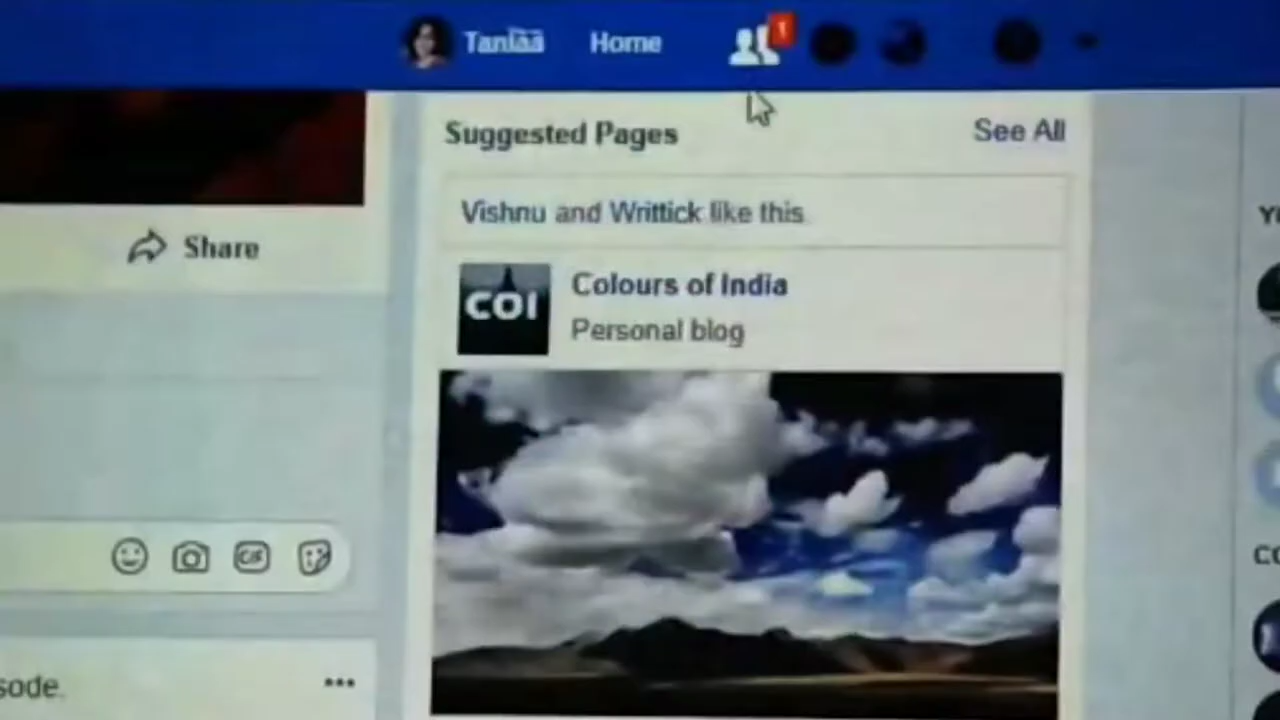 Home
1
Suggested Pages
See All
Vishnu and Writtick like this
Share
COI
Colours of India
Personal blog
GIF
sode.